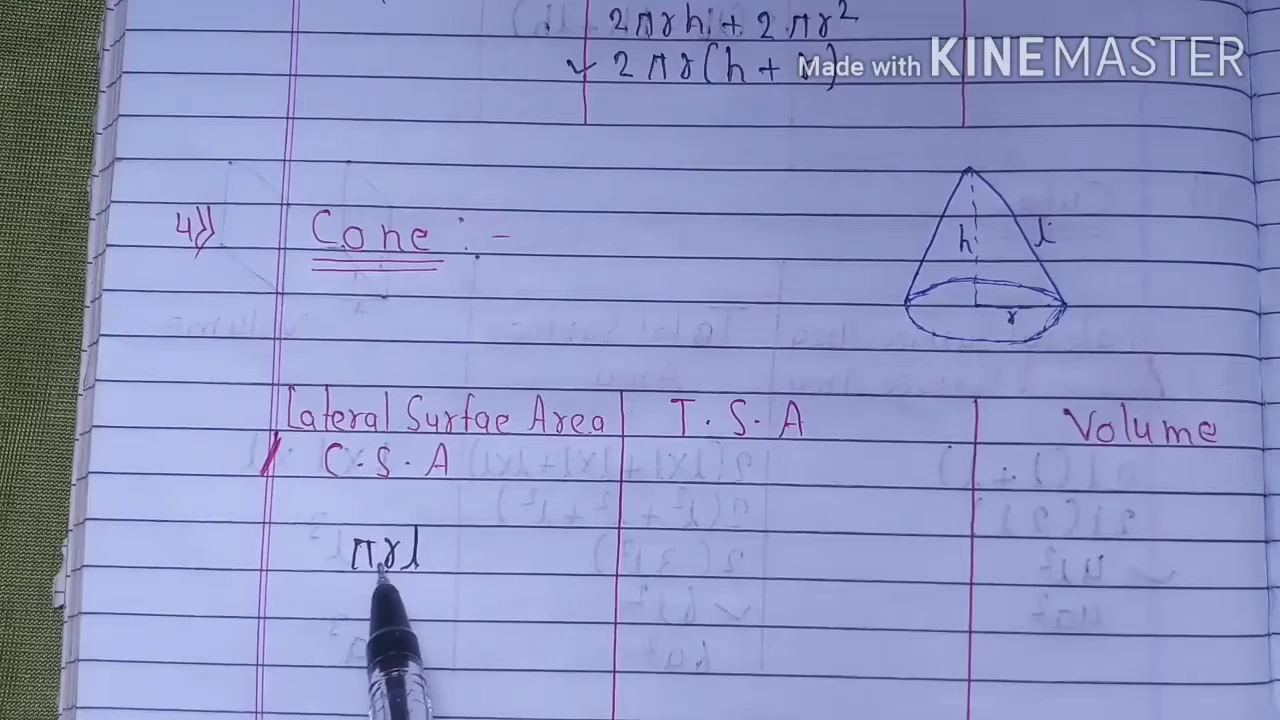 2πrh + 2πr²
✓ 2πr(h + r)
Made with KINEMASTER
4)) Cone :-
h l
r
Lateral Surfae Area T.S.A Volume
/ C.S.A
πrl